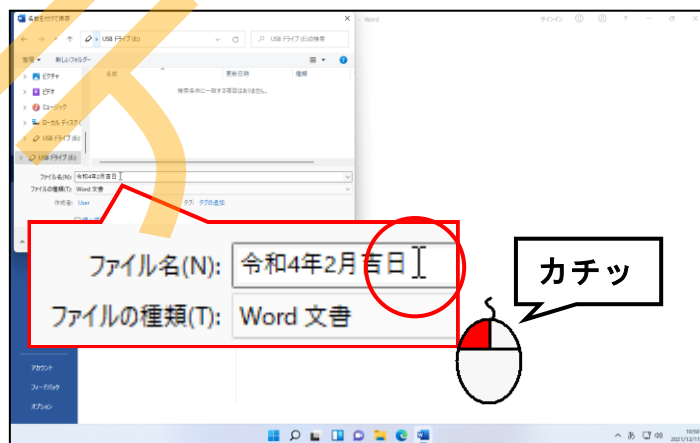 名前を付けて保存
Word
サインイン
USB ドライブ (E:)
USB ドライブ (E:)の検索
整理
新しいフォルダー
名前
更新日時
種類
ピクチャ
検索条件に一致する項目はありません。
ビデオ
ミュージック
ローカル ディスク (
USB ドライブ (E:)
USB ドライブ (E:)
ファイル名(N):
令和4年2月吉日
ファイルの種類(T):
Word 文書
作成者:
User
タグ:
タグの追加
ファイル名(N):
令和4年2月吉日
ファイルの種類(T):
Word 文書
カチッ
アカウント
フィードバック
オプション
あ